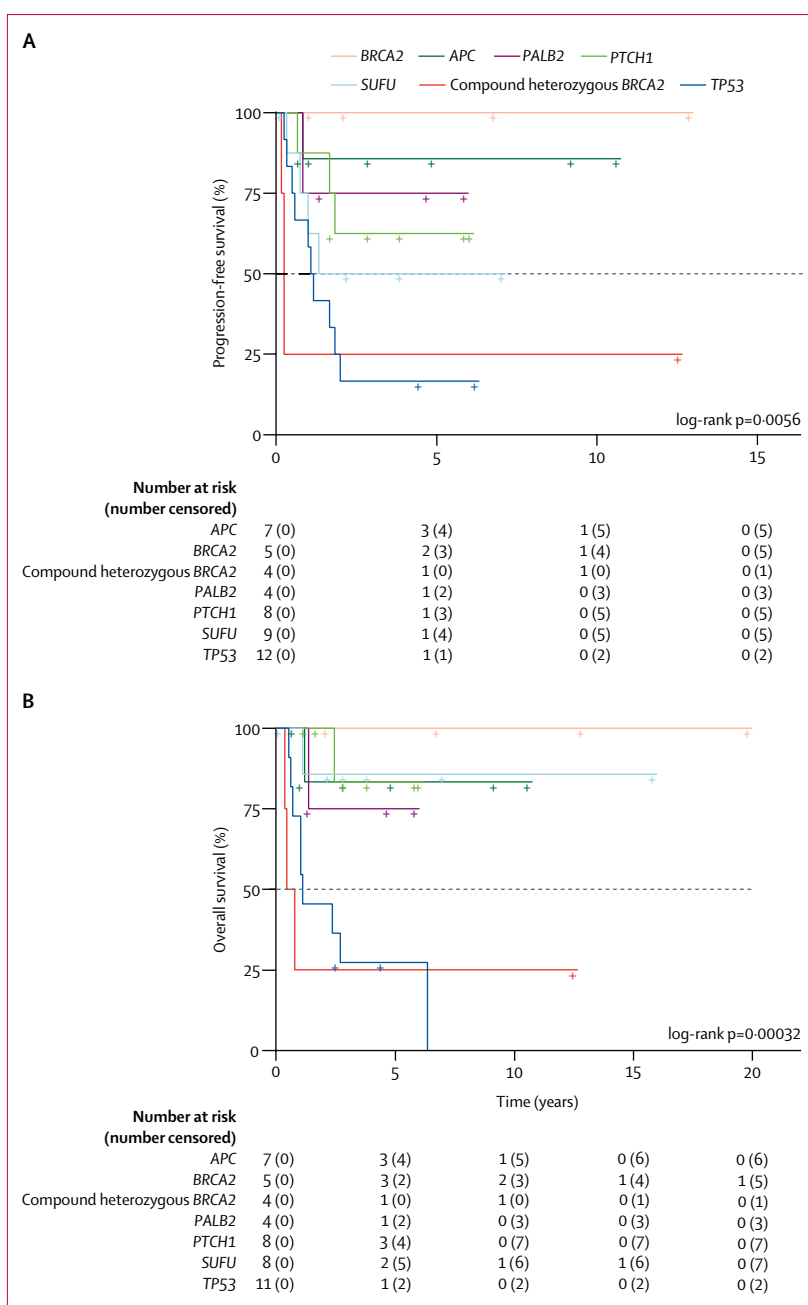 A
BRCA2 APC PALB2 PTCH1
SUFU Compound heterozygous BRCA2 TP53
100
75
50
25
0
Progression-free survival (%)
log-rank p=0·0056
0 5 10 15
Number at risk
(number censored)
APC 7 (0) 3 (4) 1 (5) 0 (5)
BRCA2 5 (0) 2 (3) 1 (4) 0 (5)
Compound heterozygous BRCA2 4 (0) 1 (0) 1 (0) 0 (1)
PALB2 4 (0) 1 (2) 0 (3) 0 (3)
PTCH1 8 (0) 1 (3) 0 (5) 0 (5)
SUFU 9 (0) 1 (4) 0 (5) 0 (5)
TP53 12 (0) 1 (1) 0 (2) 0 (2)
B
100
75
50
25
0
Overall survival (%)
log-rank p=0·00032
0 5 10 15 20
Time (years)
Number at risk
(number censored)
APC 7 (0) 3 (4) 1 (5) 0 (6) 0 (6)
BRCA2 5 (0) 3 (2) 2 (3) 1 (4) 1 (5)
Compound heterozygous BRCA2 4 (0) 1 (0) 1 (0) 0 (1) 0 (1)
PALB2 4 (0) 1 (2) 0 (3) 0 (3) 0 (3)
PTCH1 8 (0) 3 (4) 0 (7) 0 (7) 0 (7)
SUFU 8 (0) 2 (5) 1 (6) 1 (6) 0 (7)
TP53 11 (0) 1 (2) 0 (2) 0 (2) 0 (2)